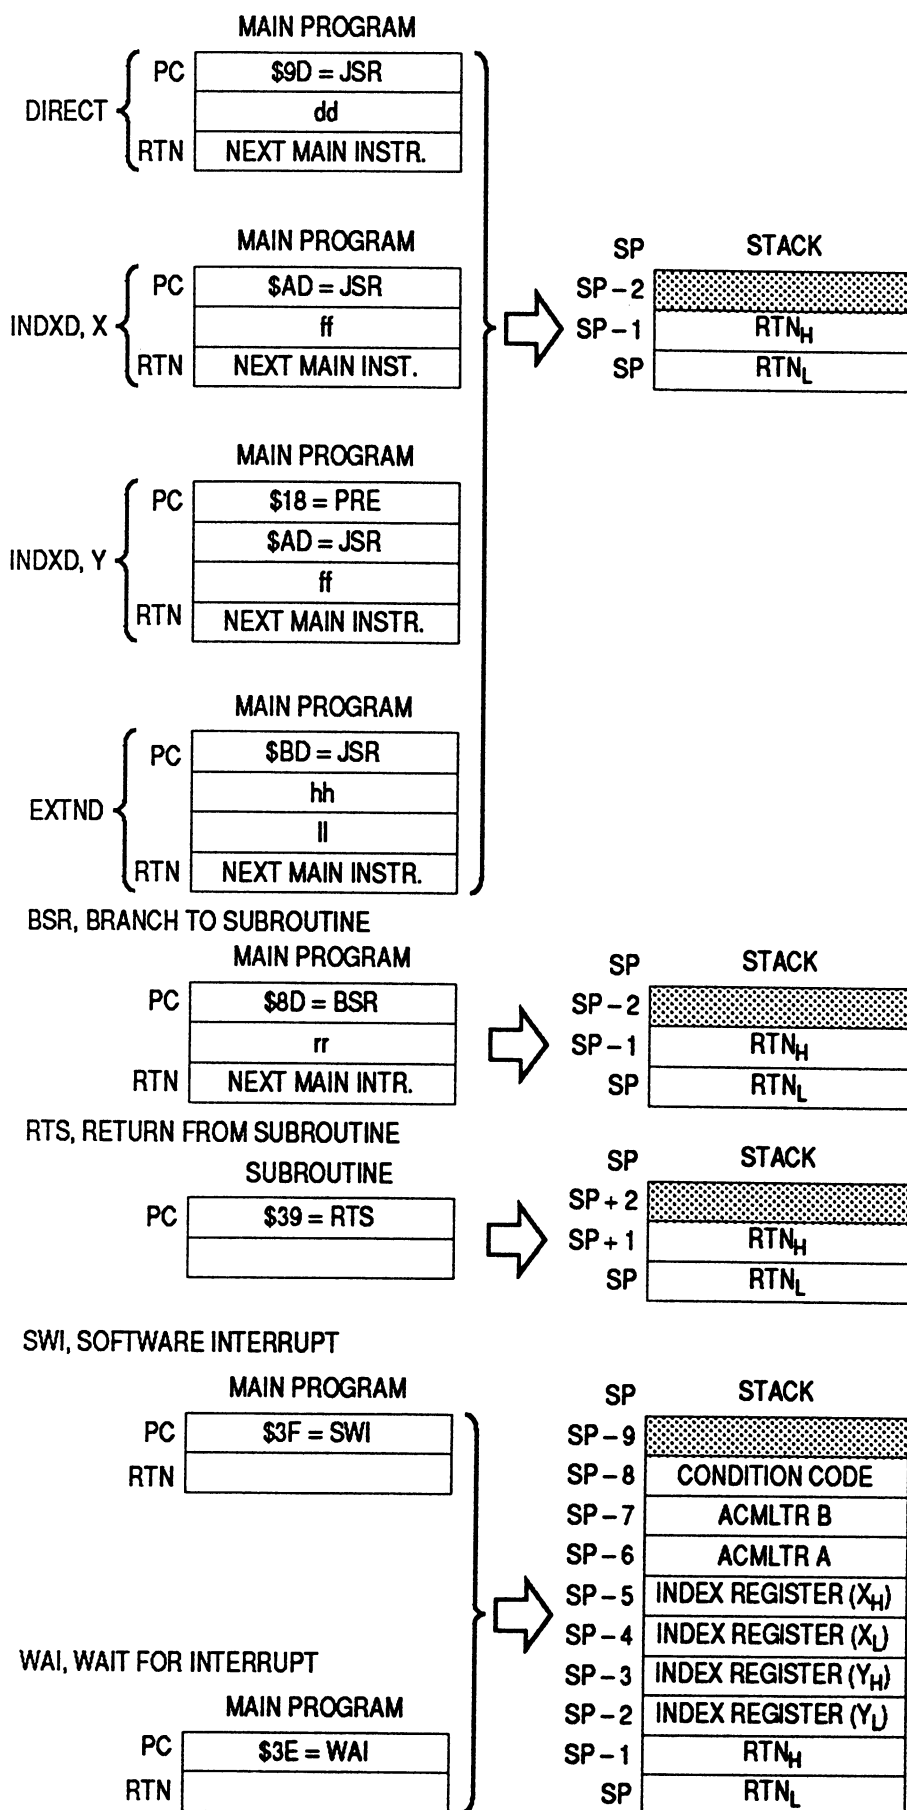 MAIN PROGRAM
PC $9D = JSR
DIRECT dd
RTN NEXT MAIN INSTR.
MAIN PROGRAM
PC $AD = JSR
INDXD, X ff
RTN NEXT MAIN INST.
SP STACK
SP – 2
SP – 1 RTNH
SP RTNL
MAIN PROGRAM
PC $18 = PRE
$AD = JSR
INDXD, Y ff
RTN NEXT MAIN INSTR.
MAIN PROGRAM
PC $BD = JSR
hh
EXTND ll
RTN NEXT MAIN INSTR.
BSR, BRANCH TO SUBROUTINE
MAIN PROGRAM
PC $8D = BSR
rr
RTN NEXT MAIN INTR.
SP STACK
SP – 2
SP – 1 RTNH
SP RTNL
RTS, RETURN FROM SUBROUTINE
SUBROUTINE
PC $39 = RTS
SP STACK
SP + 2
SP + 1 RTNH
SP RTNL
SWI, SOFTWARE INTERRUPT
MAIN PROGRAM
PC $3F = SWI
RTN
WAI, WAIT FOR INTERRUPT
MAIN PROGRAM
PC $3E = WAI
RTN
SP STACK
SP – 9
SP – 8 CONDITION CODE
SP – 7 ACMLTR B
SP – 6 ACMLTR A
SP – 5 INDEX REGISTER (XH)
SP – 4 INDEX REGISTER (XL)
SP – 3 INDEX REGISTER (YH)
SP – 2 INDEX REGISTER (YL)
SP – 1 RTNH
SP RTNL